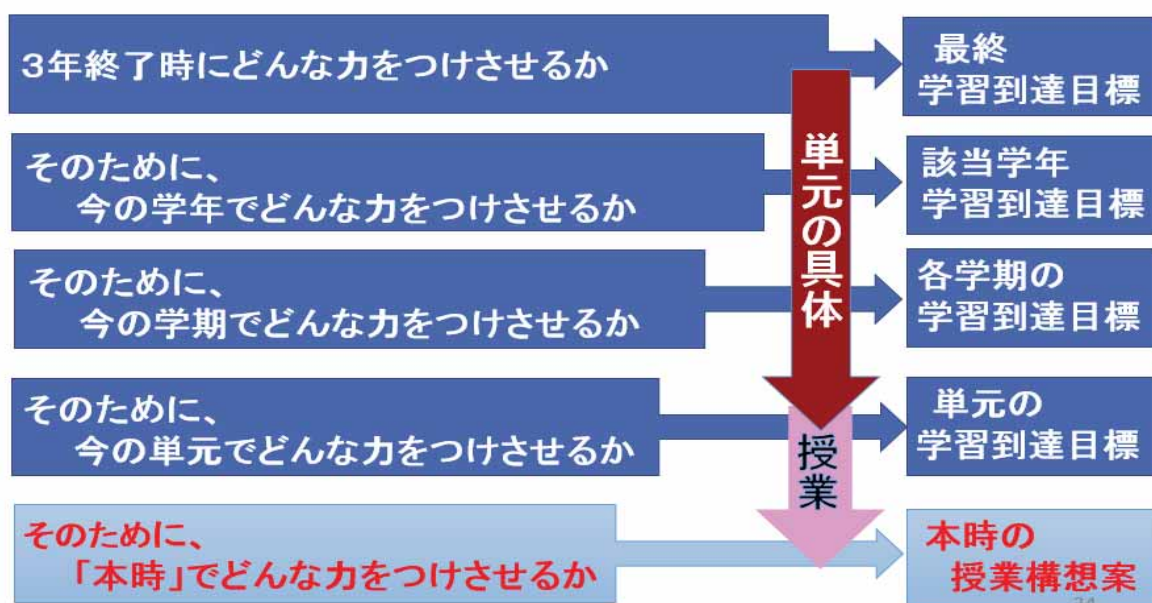 3年終了時にどんな力をつけさせるか
最終
学習到達目標
そのために、
今の学年でどんな力をつけさせるか
該当学年
学習到達目標
そのために、
今の学期でどんな力をつけさせるか
各学期の
学習到達目標
そのために、
今の単元でどんな力をつけさせるか
単元の
学習到達目標
そのために、
「本時」でどんな力をつけさせるか
本時の
授業構想案
単元の具体
授業